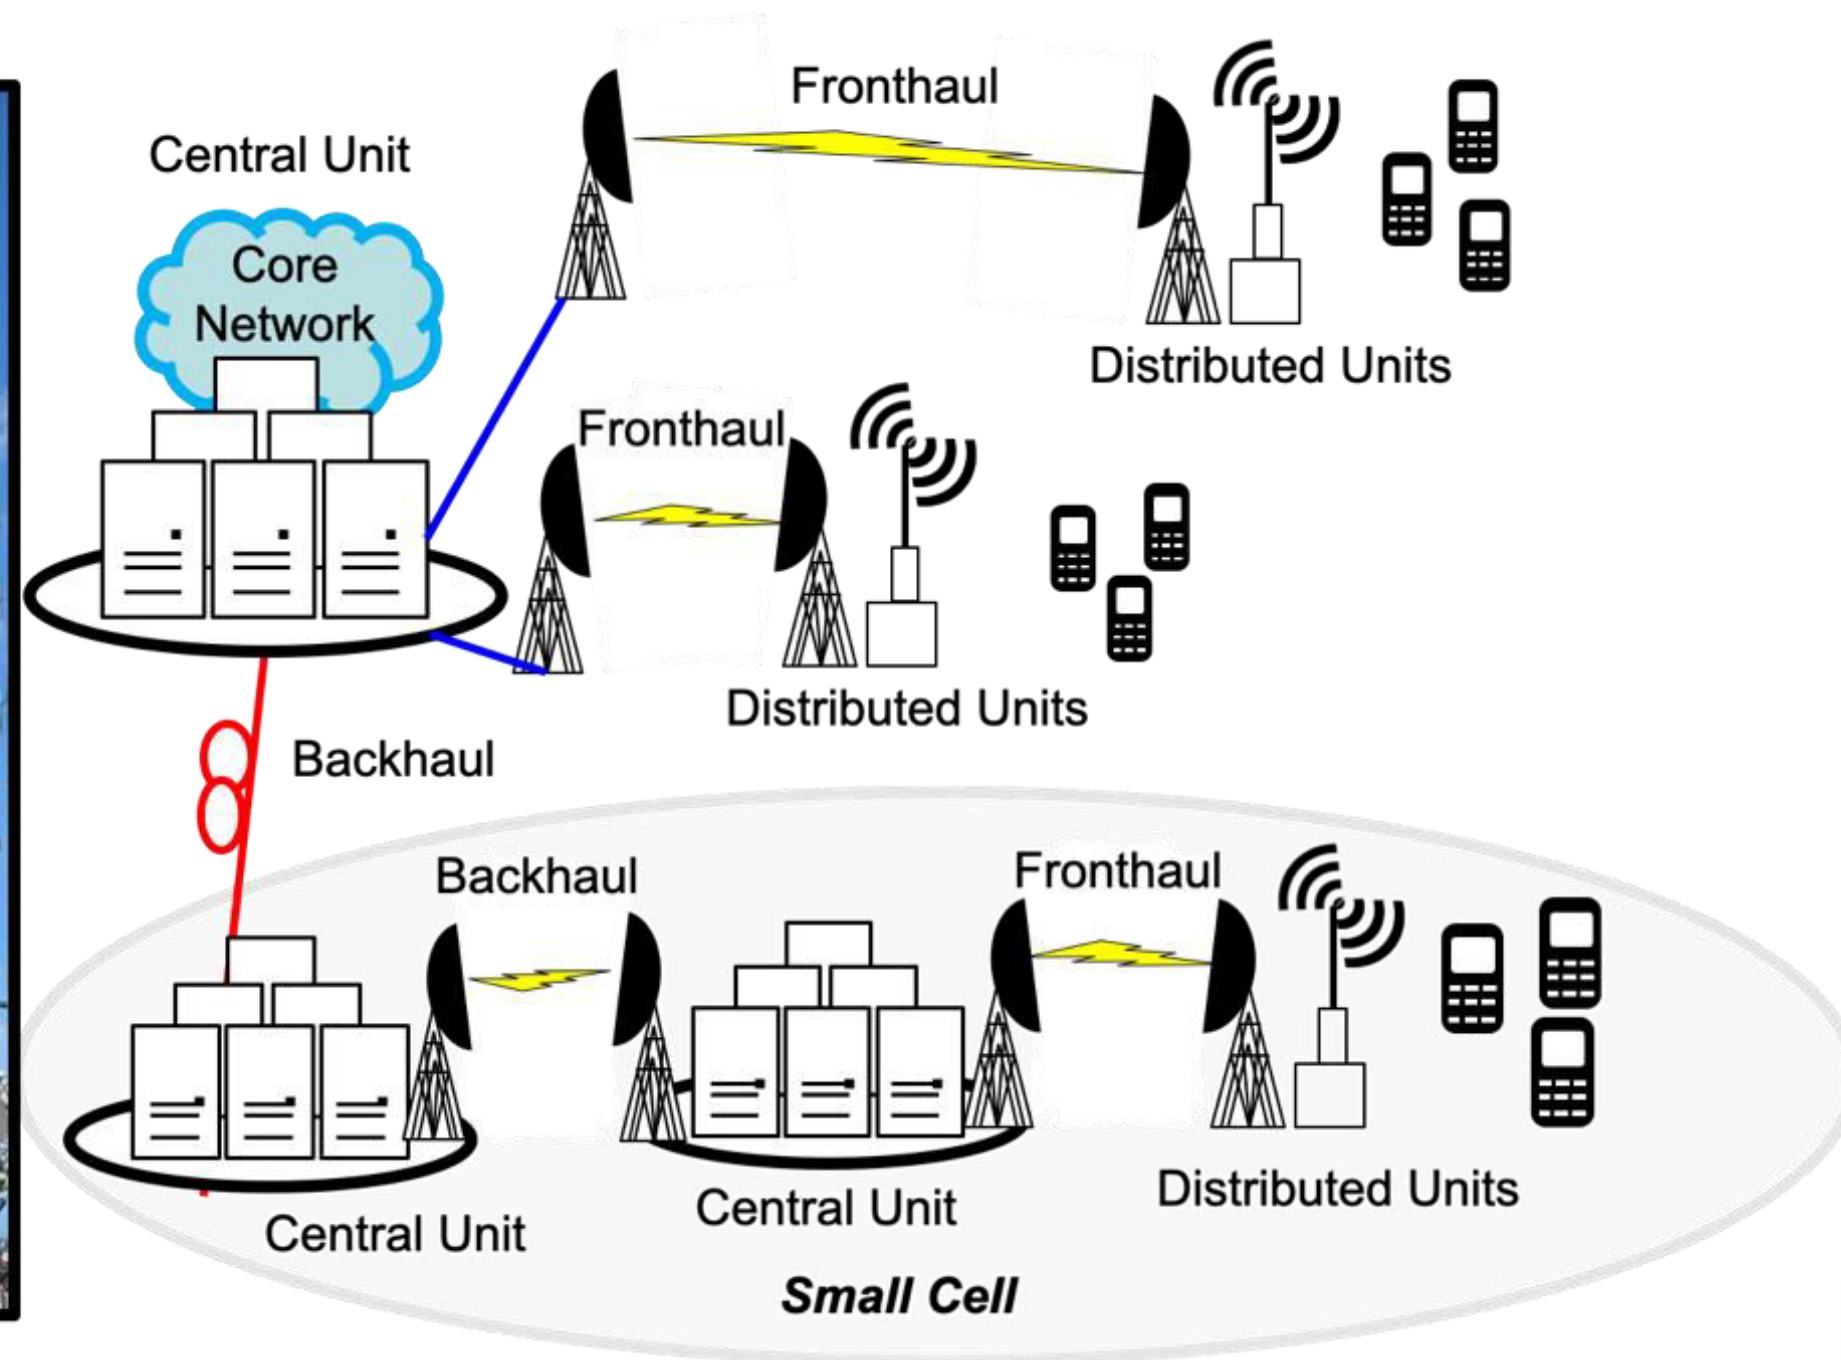 Fronthaul
Central Unit
Core
Network
Distributed Units
Fronthaul
Distributed Units
Backhaul
Backhaul
Fronthaul
Central Unit
Central Unit
Distributed Units
Small Cell